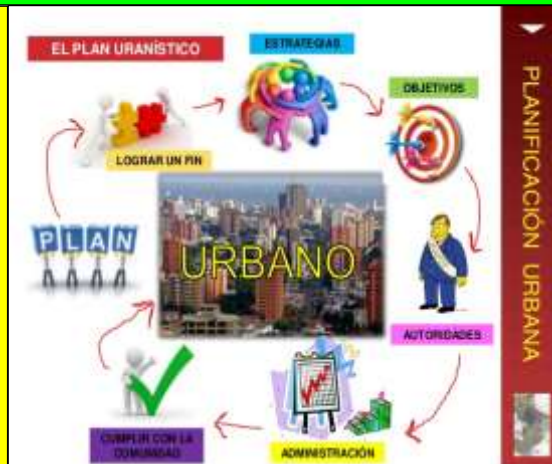 EL PLAN URANÍSTICO
ESTRATEGIAS
OBJETIVOS
LOGRAR UN FIN
PLAN
URBANO
AUTORIDADES
CUMPLIR CON LA
COMUNIDAD
ADMINISTRACIÓN
PLANIFICACIÓN URBANA